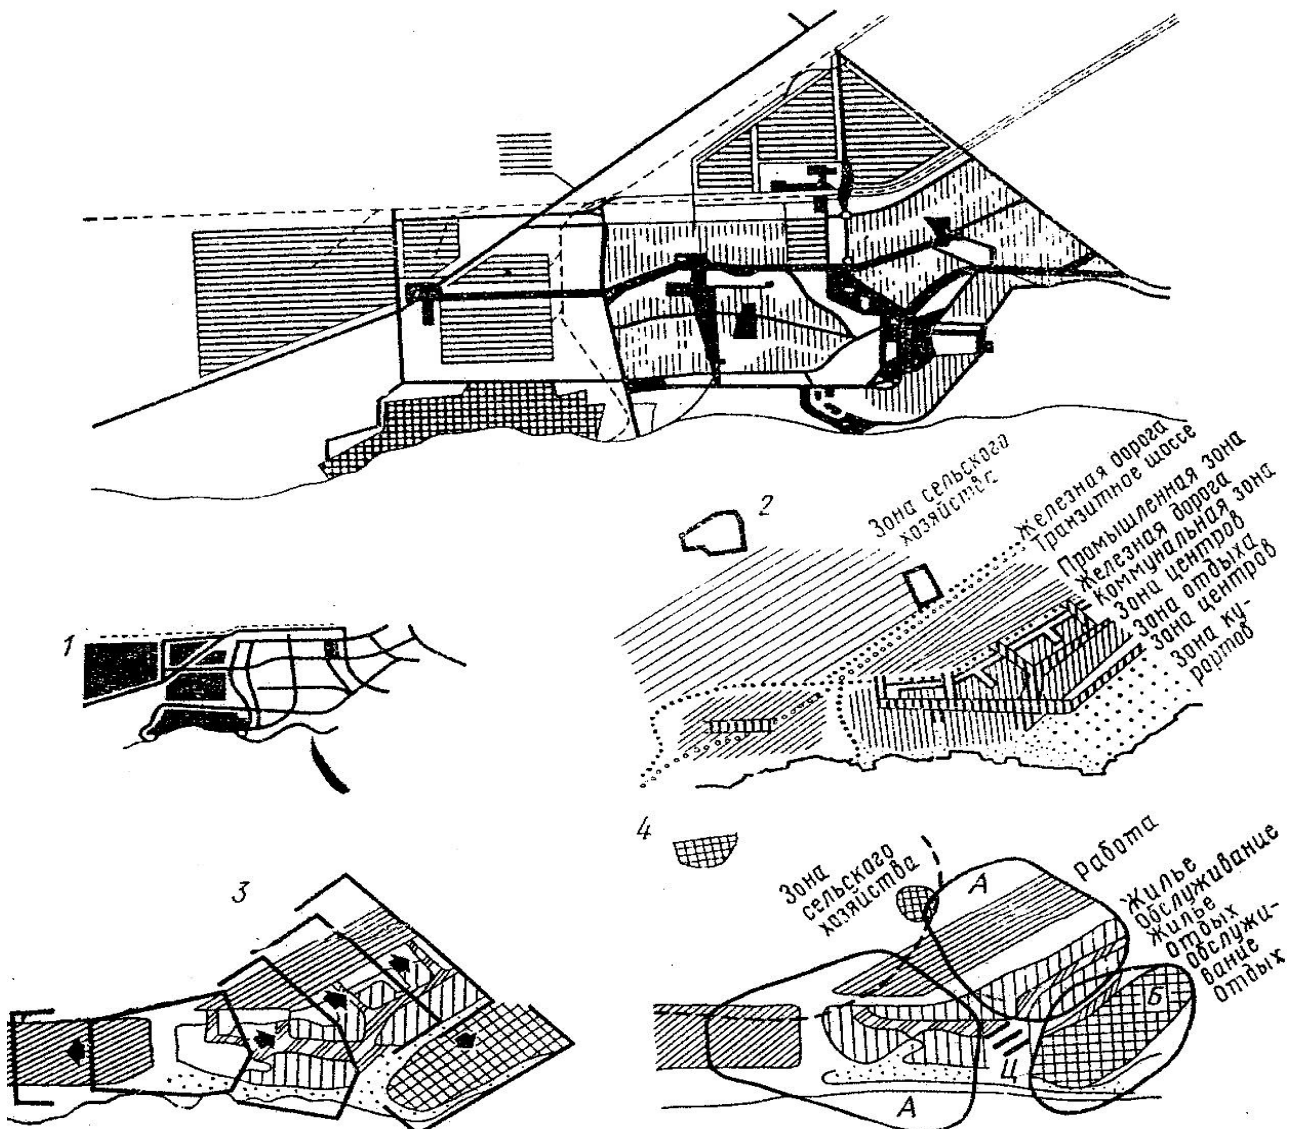 2
Зона сельского
хозяйства
Железная дорога
Транзитное шоссе
Промышленная зона
Железная дорога
Коммунальная зона
Зона центров
Зона отдыха
Зона центров
Зона ку-
рортов
1
4
3
Зона
сельского
хозяйства
А
Работа
Жилье
Обслуживание
Жилье
отдых
обслужи-
вание
отдых
Б
Ц
А